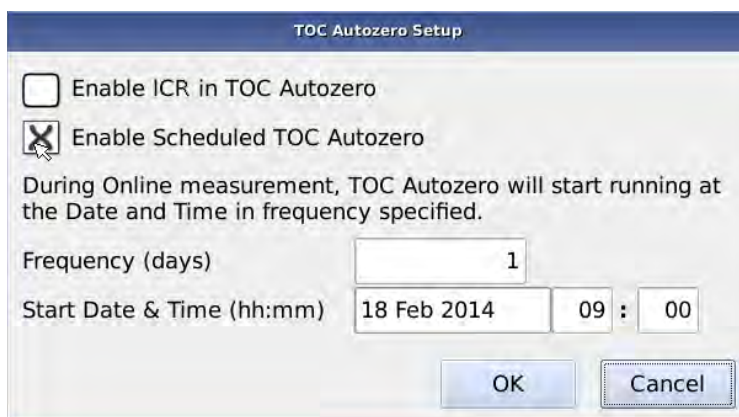 TOC Autozero Setup
Enable ICR in TOC Autozero
Enable Scheduled TOC Autozero
During Online measurement, TOC Autozero will start running at
the Date and Time in frequency specified.
Frequency (days) 1
Start Date & Time (hh:mm) 18 Feb 2014 09 : 00
OK Cancel